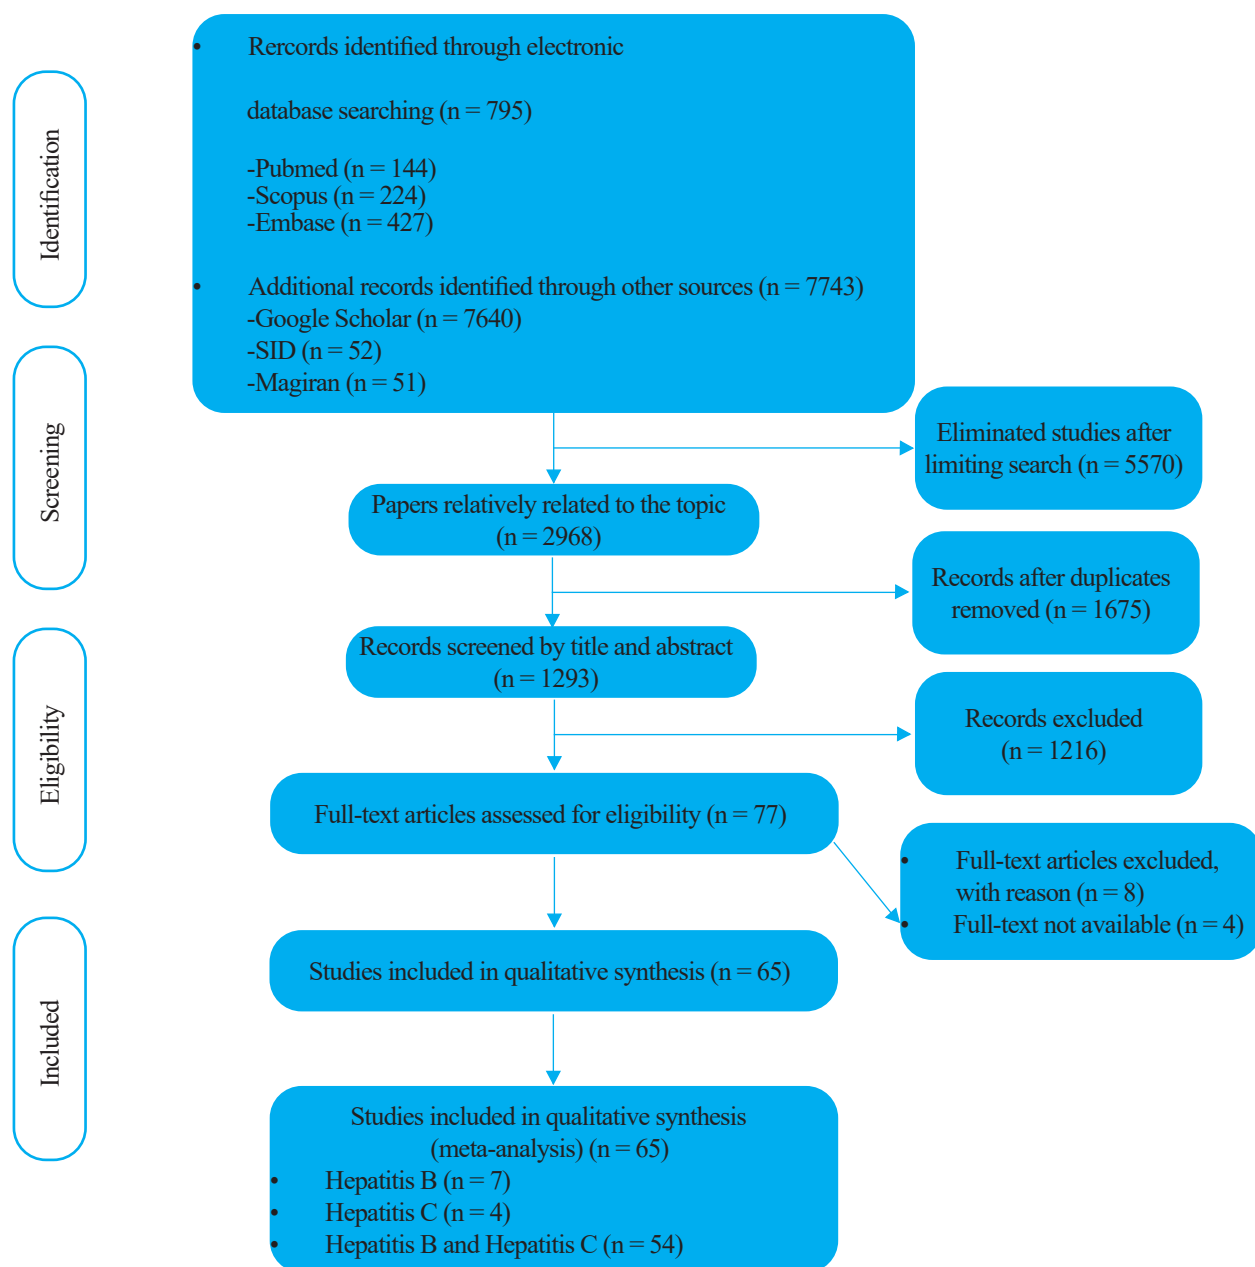 Identification
• Rercords identified through electronic
database searching (n = 795)
-Pubmed (n = 144)
-Scopus (n = 224)
-Embase (n = 427)
• Additional records identified through other sources (n = 7743)
-Google Scholar (n = 7640)
-SID (n = 52)
-Magiran (n = 51)
Screening
Eliminated studies after
limiting search (n = 5570)
Papers relatively related to the topic
(n = 2968)
Records after duplicates
removed (n = 1675)
Records screened by title and abstract
(n = 1293)
Eligibility
Records excluded
(n = 1216)
Full-text articles assessed for eligibility (n = 77)
• Full-text articles excluded,
with reason (n = 8)
• Full-text not available (n = 4)
Included
Studies included in qualitative synthesis (n = 65)
Studies included in qualitative synthesis
(meta-analysis) (n = 65)
• Hepatitis B (n = 7)
• Hepatitis C (n = 4)
• Hepatitis B and Hepatitis C (n = 54)